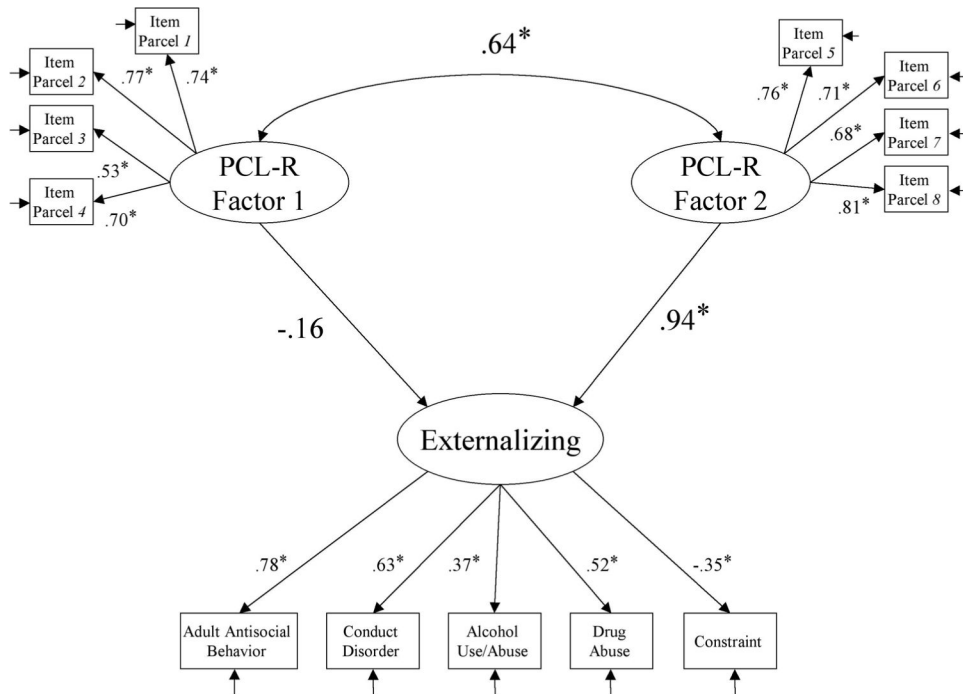 Item
Parcel 1
Item
Parcel 2
.77*
.74*
Item
Parcel 3
.53*
Item
Parcel 4
.70*
PCL-R
Factor 1
.64*
Item
Parcel 5
.76*
.71*
Item
Parcel 6
.68*
Item
Parcel 7
Item
Parcel 8
.81*
PCL-R
Factor 2
-.16
.94*
Externalizing
.78*
.63*
.37*
.52*
-.35*
Adult Antisocial
Behavior
Conduct
Disorder
Alcohol
Use/Abuse
Drug
Abuse
Constraint